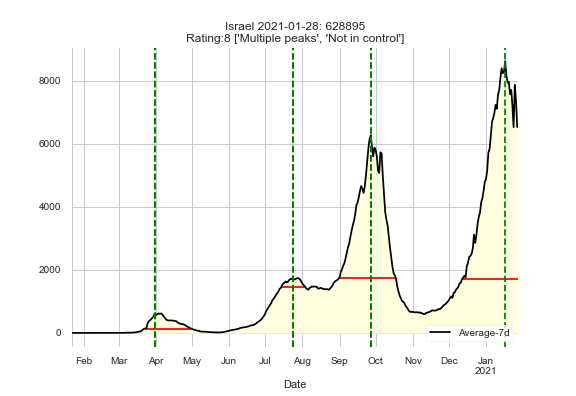 Israel 2021-01-28: 628895
Rating:8 ['Multiple peaks', 'Not in control']
8000
6000
4000
2000
0
Average-7d
Feb Mar Apr May Jun Jul Aug Sep Oct Nov Dec Jan
2021
Date